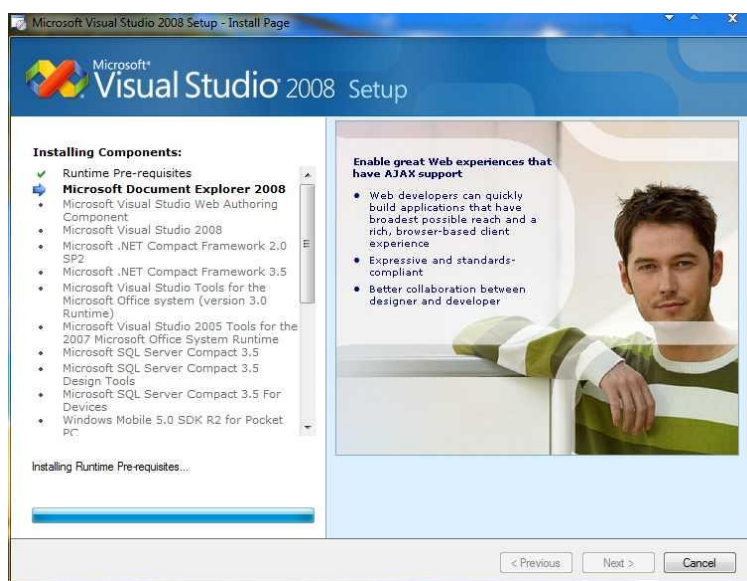 Microsoft Visual Studio 2008 Setup - Install Page
Microsoft®
Visual Studio® 2008 Setup
Installing Components:
Runtime Pre-requisites
Microsoft Document Explorer 2008
Microsoft Visual Studio Web Authoring
Component
Microsoft Visual Studio 2008
Microsoft .NET Compact Framework 2.0
SP2
Microsoft .NET Compact Framework 3.5
Microsoft Visual Studio Tools for the
Microsoft Office system (version 3.0
Runtime)
Microsoft Visual Studio 2005 Tools for the
2007 Microsoft Office System Runtime
Microsoft SQL Server Compact 3.5
Microsoft SQL Server Compact 3.5
Design Tools
Microsoft SQL Server Compact 3.5 For
Devices
Windows Mobile 5.0 SDK R2 for Pocket
PC
Installing Runtime Pre-requisites...
Enable great Web experiences that
have AJAX support
• Web developers can quickly
build applications that have
broadest possible reach and a
rich, browser-based client
experience
• Expressive and standards-
compliant
• Better collaboration between
designer and developer
< Previous
Next >
Cancel